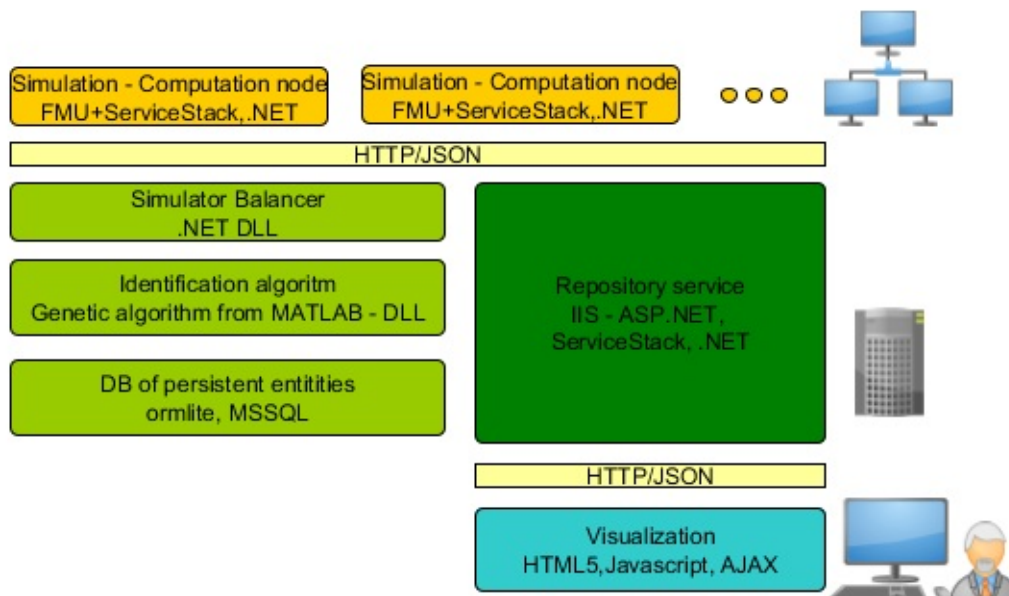 Simulation - Computation node
FMU+ServiceStack,.NET
Simulation - Computation node
FMU+ServiceStack,.NET
HTTP/JSON
Simulator Balancer
.NET DLL
Identification algoritm
Genetic algorithm from MATLAB - DLL
DB of persistent entitities
ormlite, MSSQL
Repository service
IIS - ASP.NET,
ServiceStack, .NET
HTTP/JSON
Visualization
HTML5,Javascript, AJAX